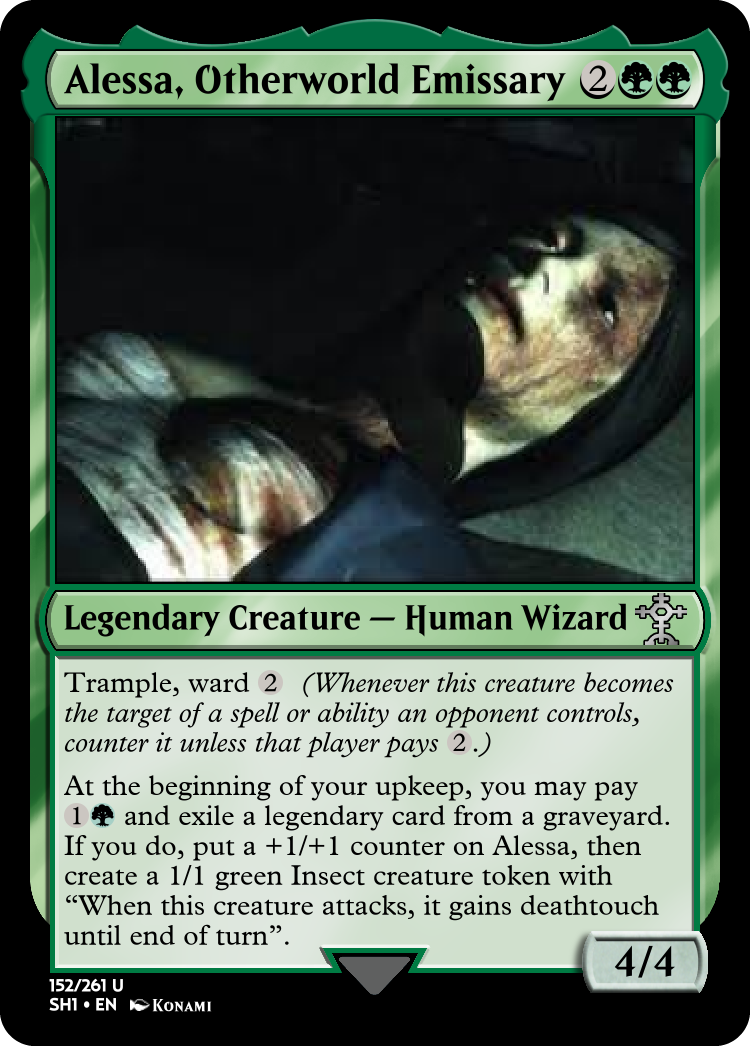 Alessa, Otherworld Emissary 2
Legendary Creature — Human Wizard
Trample, ward 2 (Whenever this creature becomes
the target of a spell or ability an opponent controls,
counter it unless that player pays 2.)
At the beginning of your upkeep, you may pay
1 and exile a legendary card from a graveyard.
If you do, put a +1/+1 counter on Alessa, then
create a 1/1 green Insect creature token with
“When this creature attacks, it gains deathtouch
until end of turn”.
4/4
152/261 U
SH1 • EN KONAMI